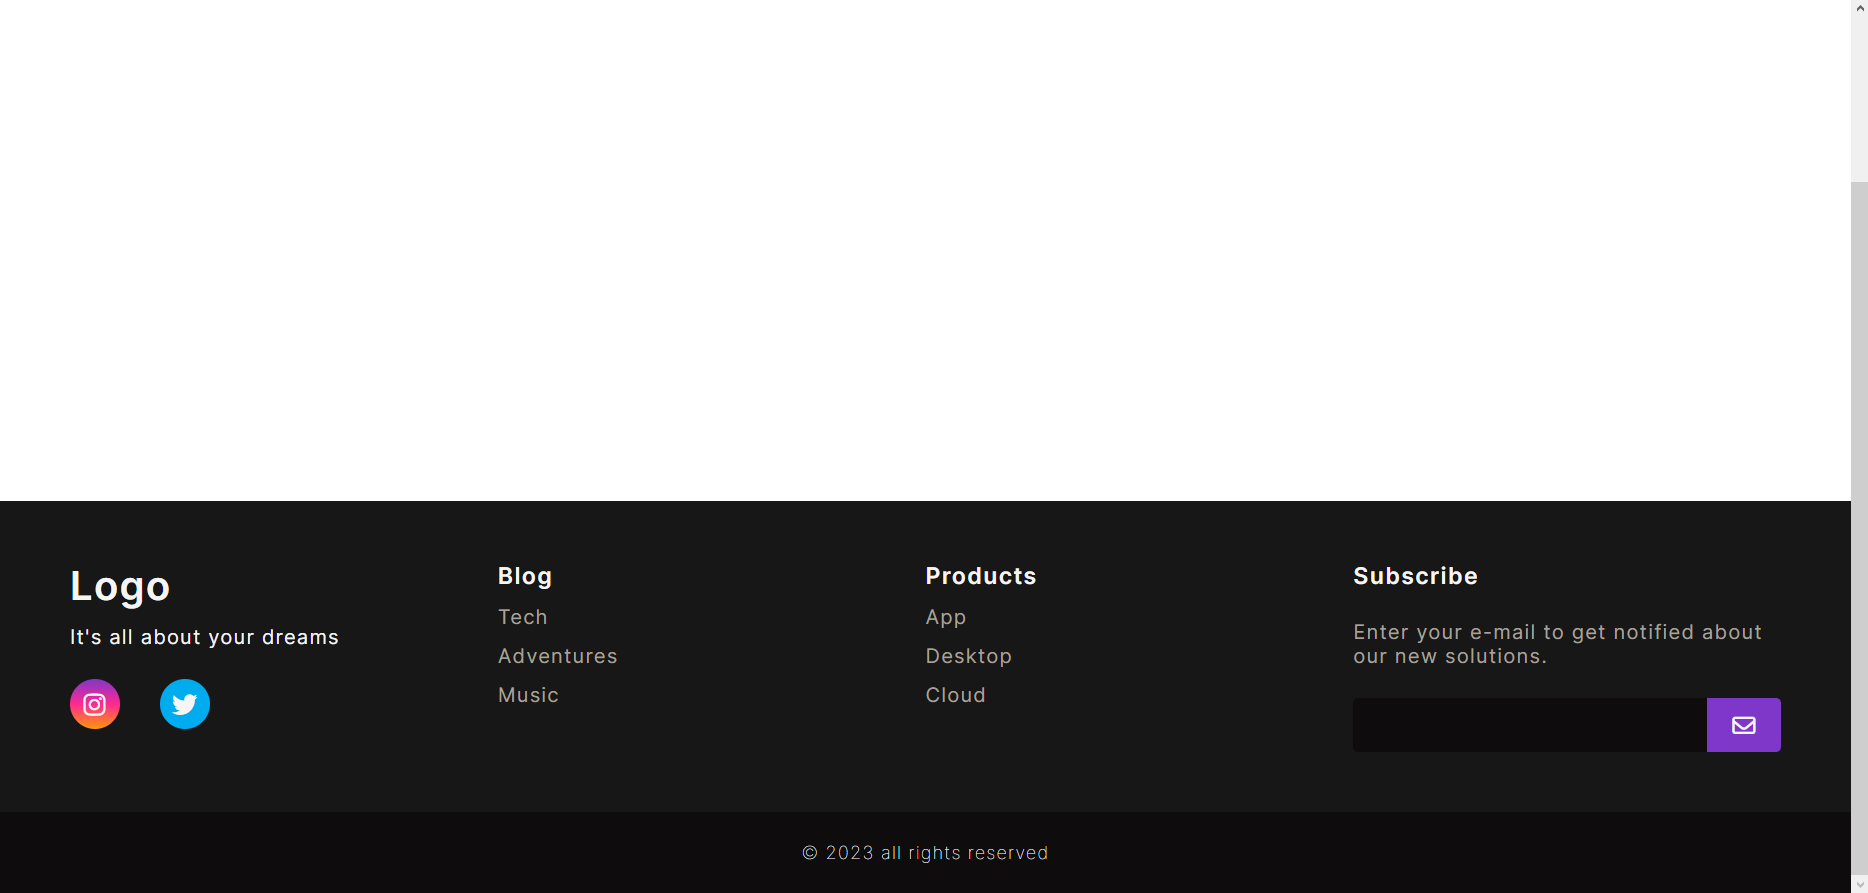 Logo
It's all about your dreams
Blog
Tech
Adventures
Music
Products
App
Desktop
Cloud
Subscribe
Enter your e-mail to get notified about
our new solutions.
© 2023 all rights reserved